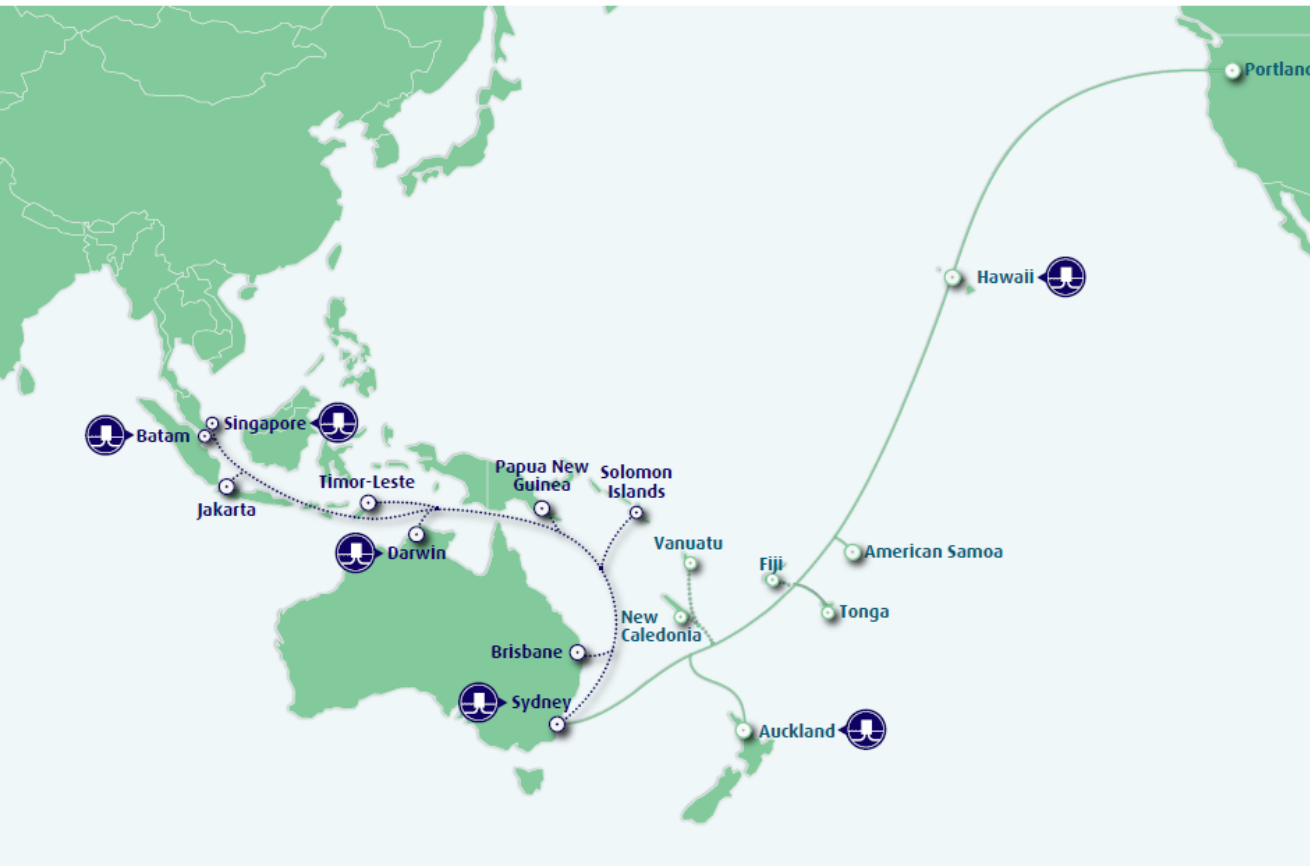 Portland
Hawaii
Singapore
Batam
Papua New
Guinea
Solomon
Islands
Timor-Leste
Jakarta
Vanuatu
Darwin
American Samoa
Fiji
Tonga
New
Caledonia
Brisbane
Sydney
Auckland